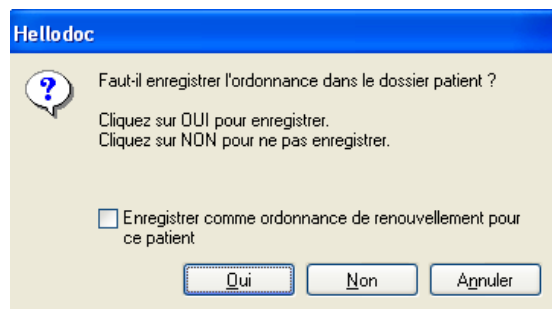 Hellodoc
Faut-il enregistrer l'ordonnance dans le dossier patient ?
Cliquez sur OUI pour enregistrer.
Cliquez sur NON pour ne pas enregistrer.
Enregistrer comme ordonnance de renouvellement pour
ce patient
Oui Non Annuler